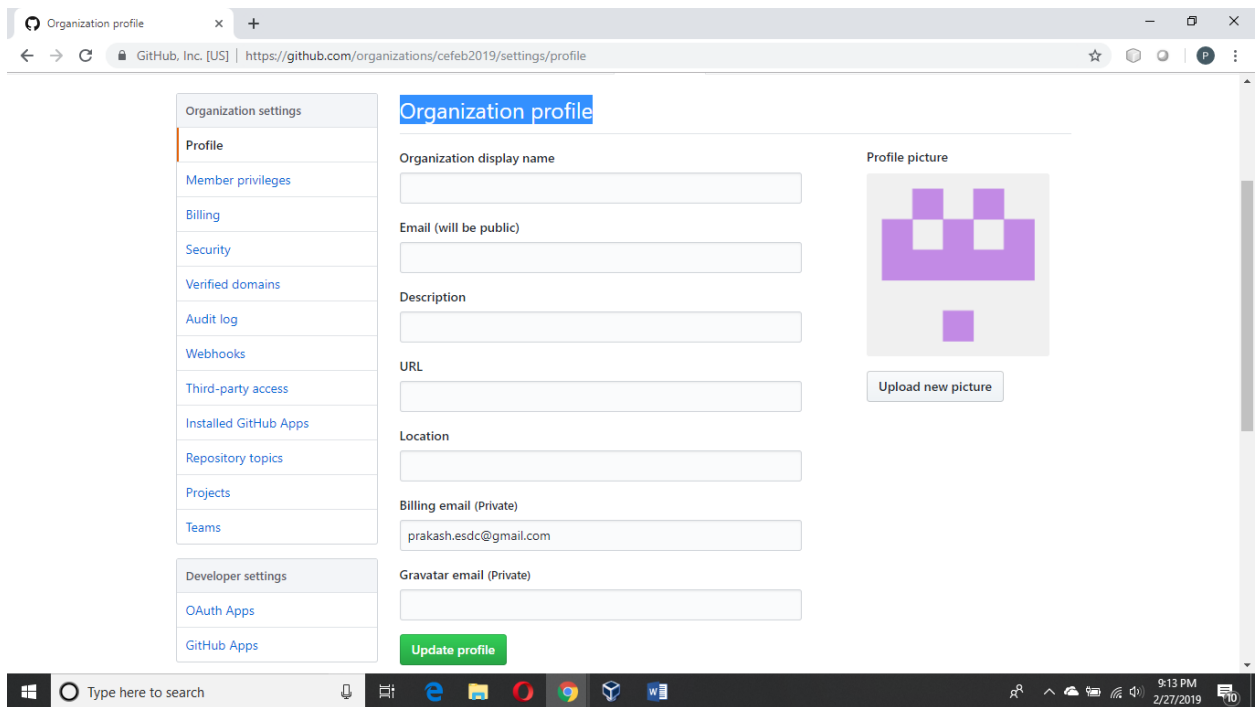 Organization profile
GitHub, Inc. [US] | https://github.com/organizations/cefeb2019/settings/profile
P
Organization settings
Profile
Member privileges
Billing
Security
Verified domains
Audit log
Webhooks
Third-party access
Installed GitHub Apps
Repository topics
Projects
Teams
Developer settings
OAuth Apps
GitHub Apps
Organization profile
Organization display name
Email (will be public)
Description
URL
Location
Billing email (Private)
prakash.esdc@gmail.com
Gravatar email (Private)
Update profile
Profile picture
Upload new picture
Type here to search
9:13 PM
2/27/2019
10